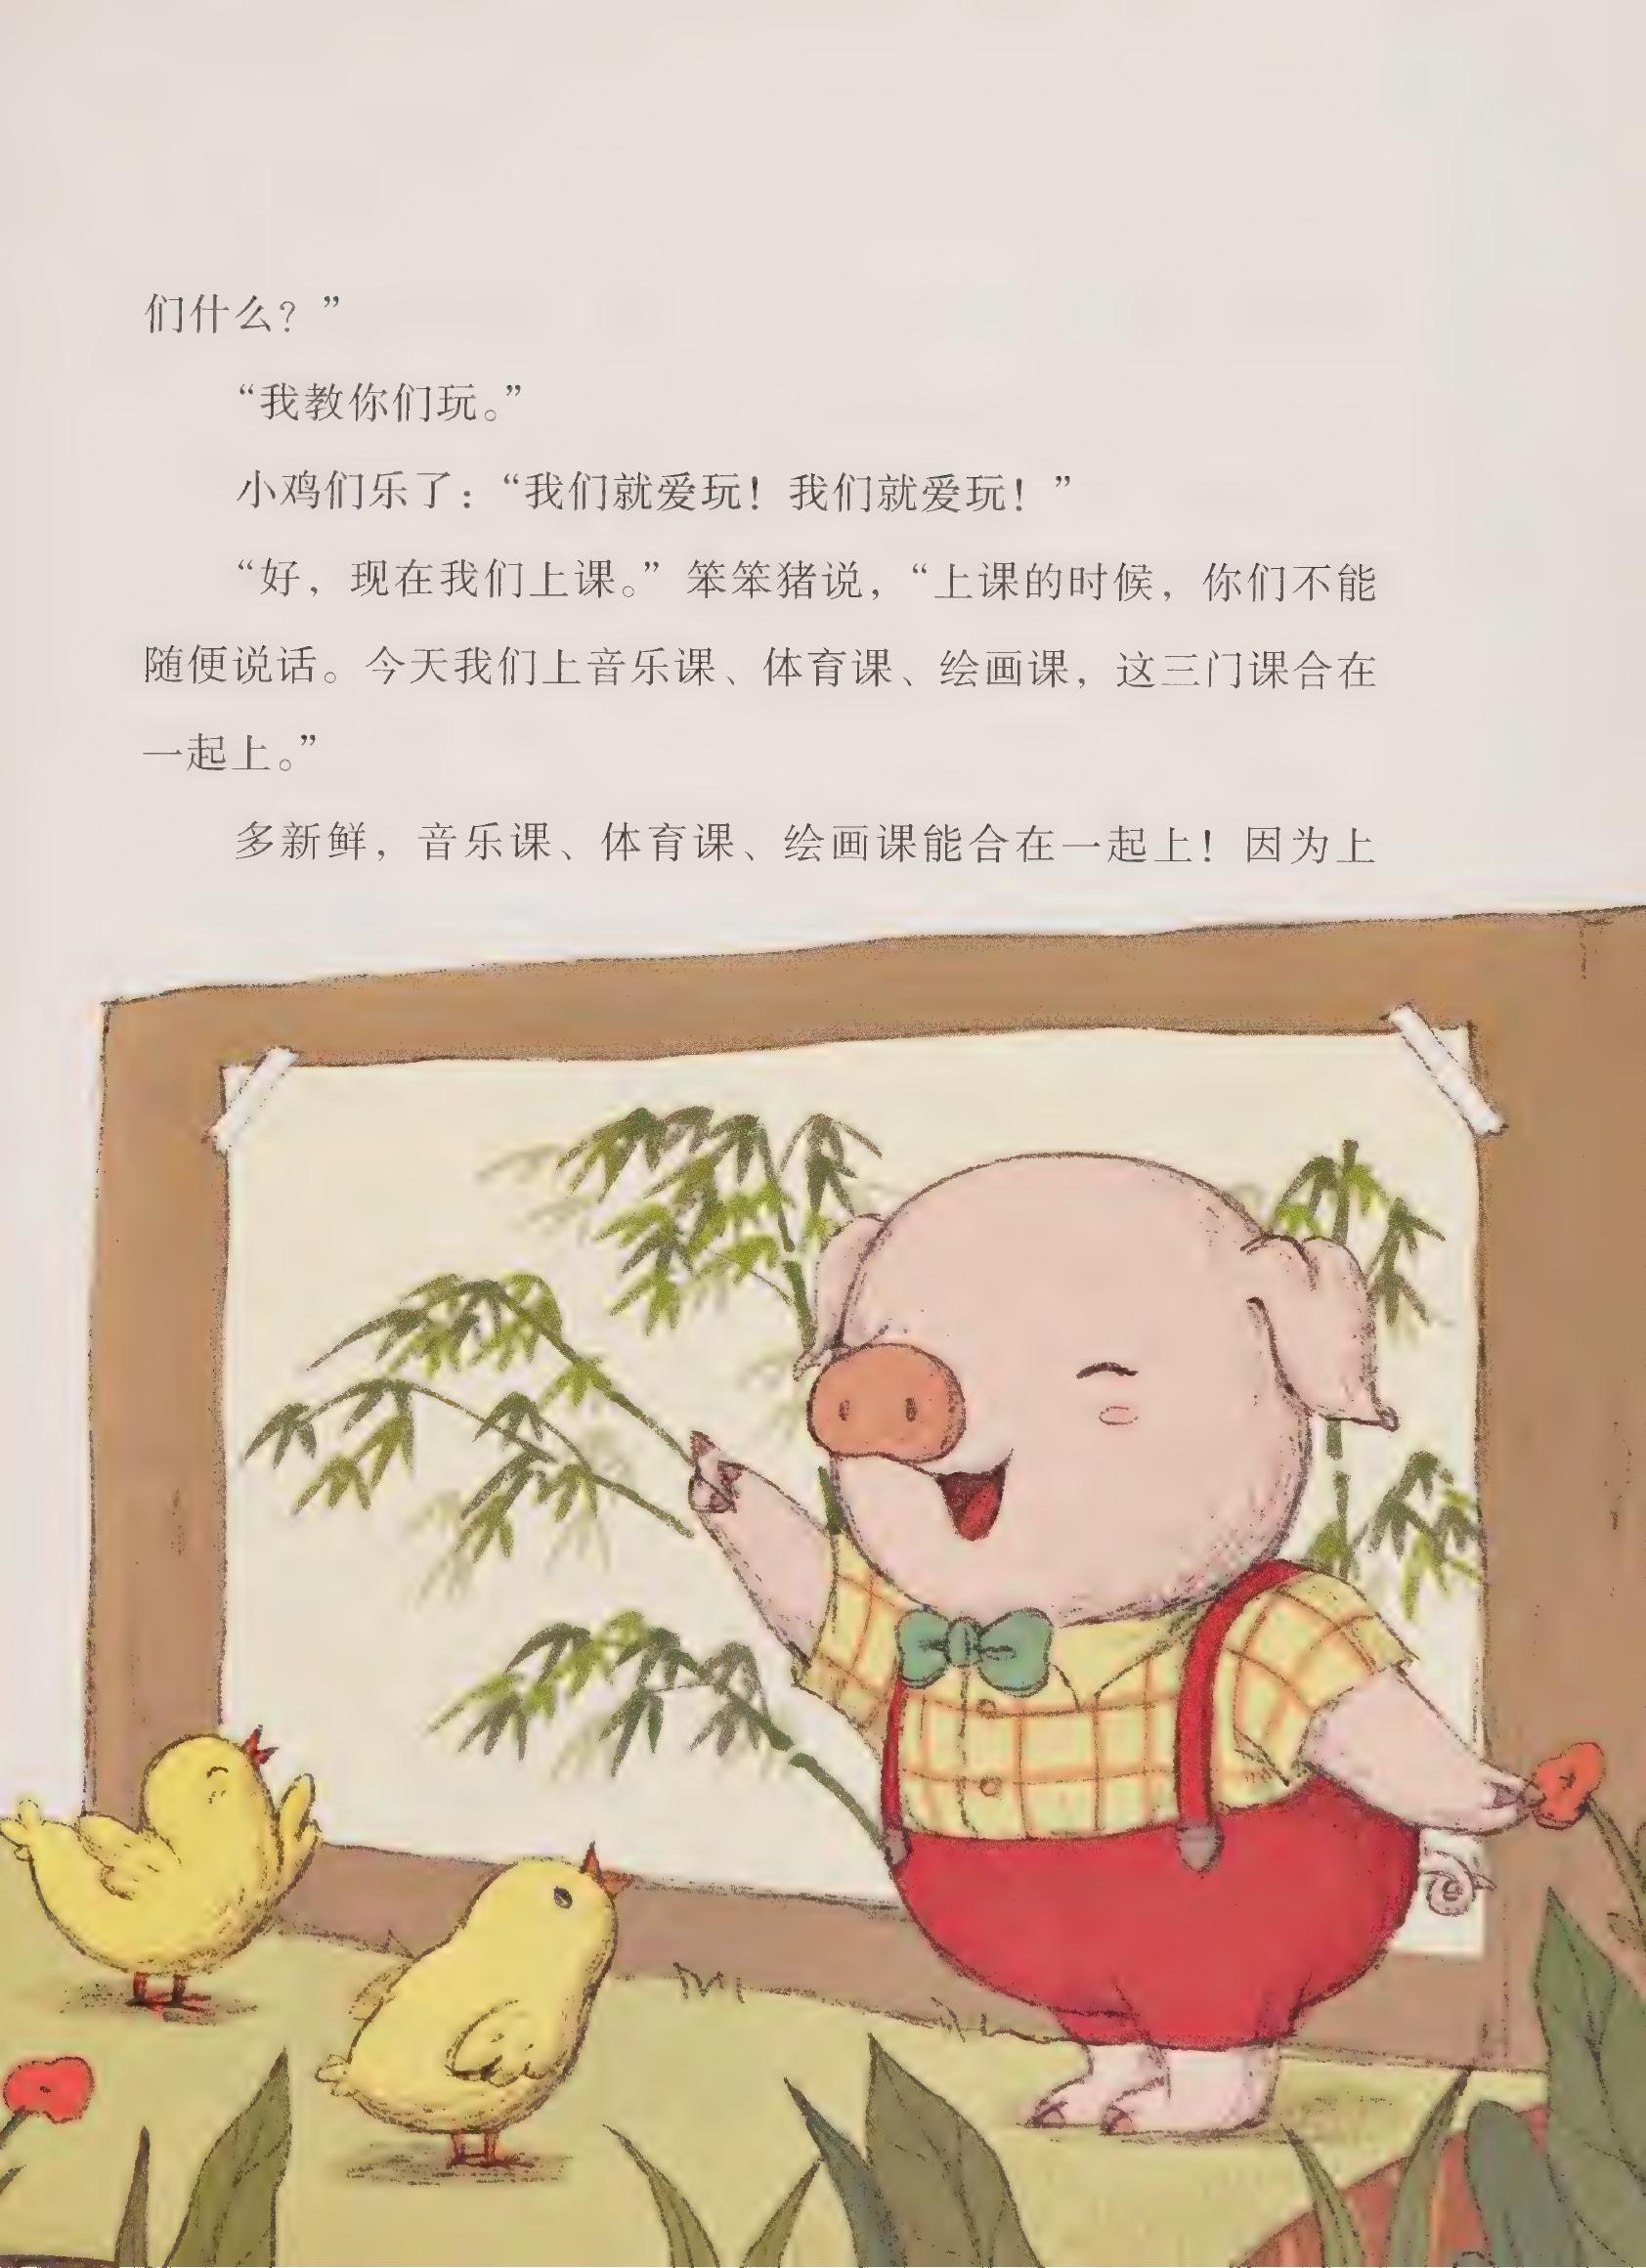 们什么？”
“我教你们玩。”
小鸡们乐了：“我们就爱玩！我们就爱玩！”
“好，现在我们上课。”笨笨猪说，“上课的时候，你们不能
随便说话。今天我们上音乐课、体育课、绘画课，这三门课合在
一起上。”
多新鲜，音乐课、体育课、绘画课能合在一起上！因为上